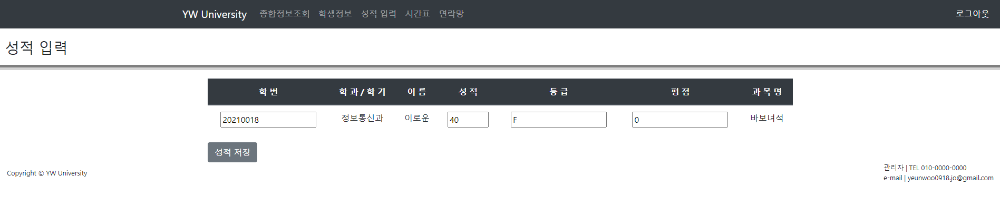 YW University 종합정보조회 학생정보 성적 입력 시간표 연락망 로그아웃
성적 입력
학 번 학 과 / 학 기 이 름 성 적 등 급 평 점 과 목 명
20210018 정보통신과 이로운 40 F 0 바보녀석
성적 저장
Copyright © YW University
관리자 | TEL 010-0000-0000
e-mail | yeunwoo0918.jo@gmail.com